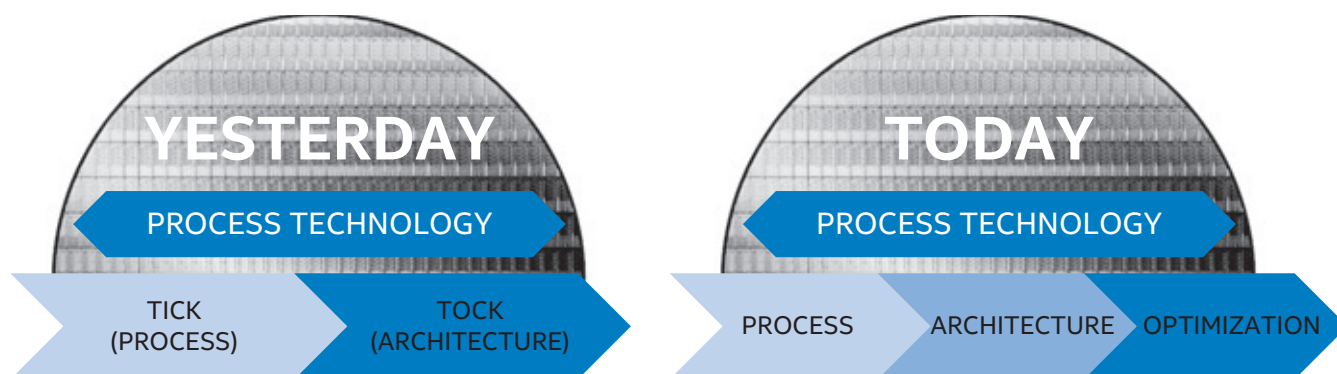 YESTERDAY
PROCESS TECHNOLOGY
TICK
(PROCESS)
TOCK
(ARCHITECTURE)
TODAY
PROCESS TECHNOLOGY
PROCESS
ARCHITECTURE
OPTIMIZATION